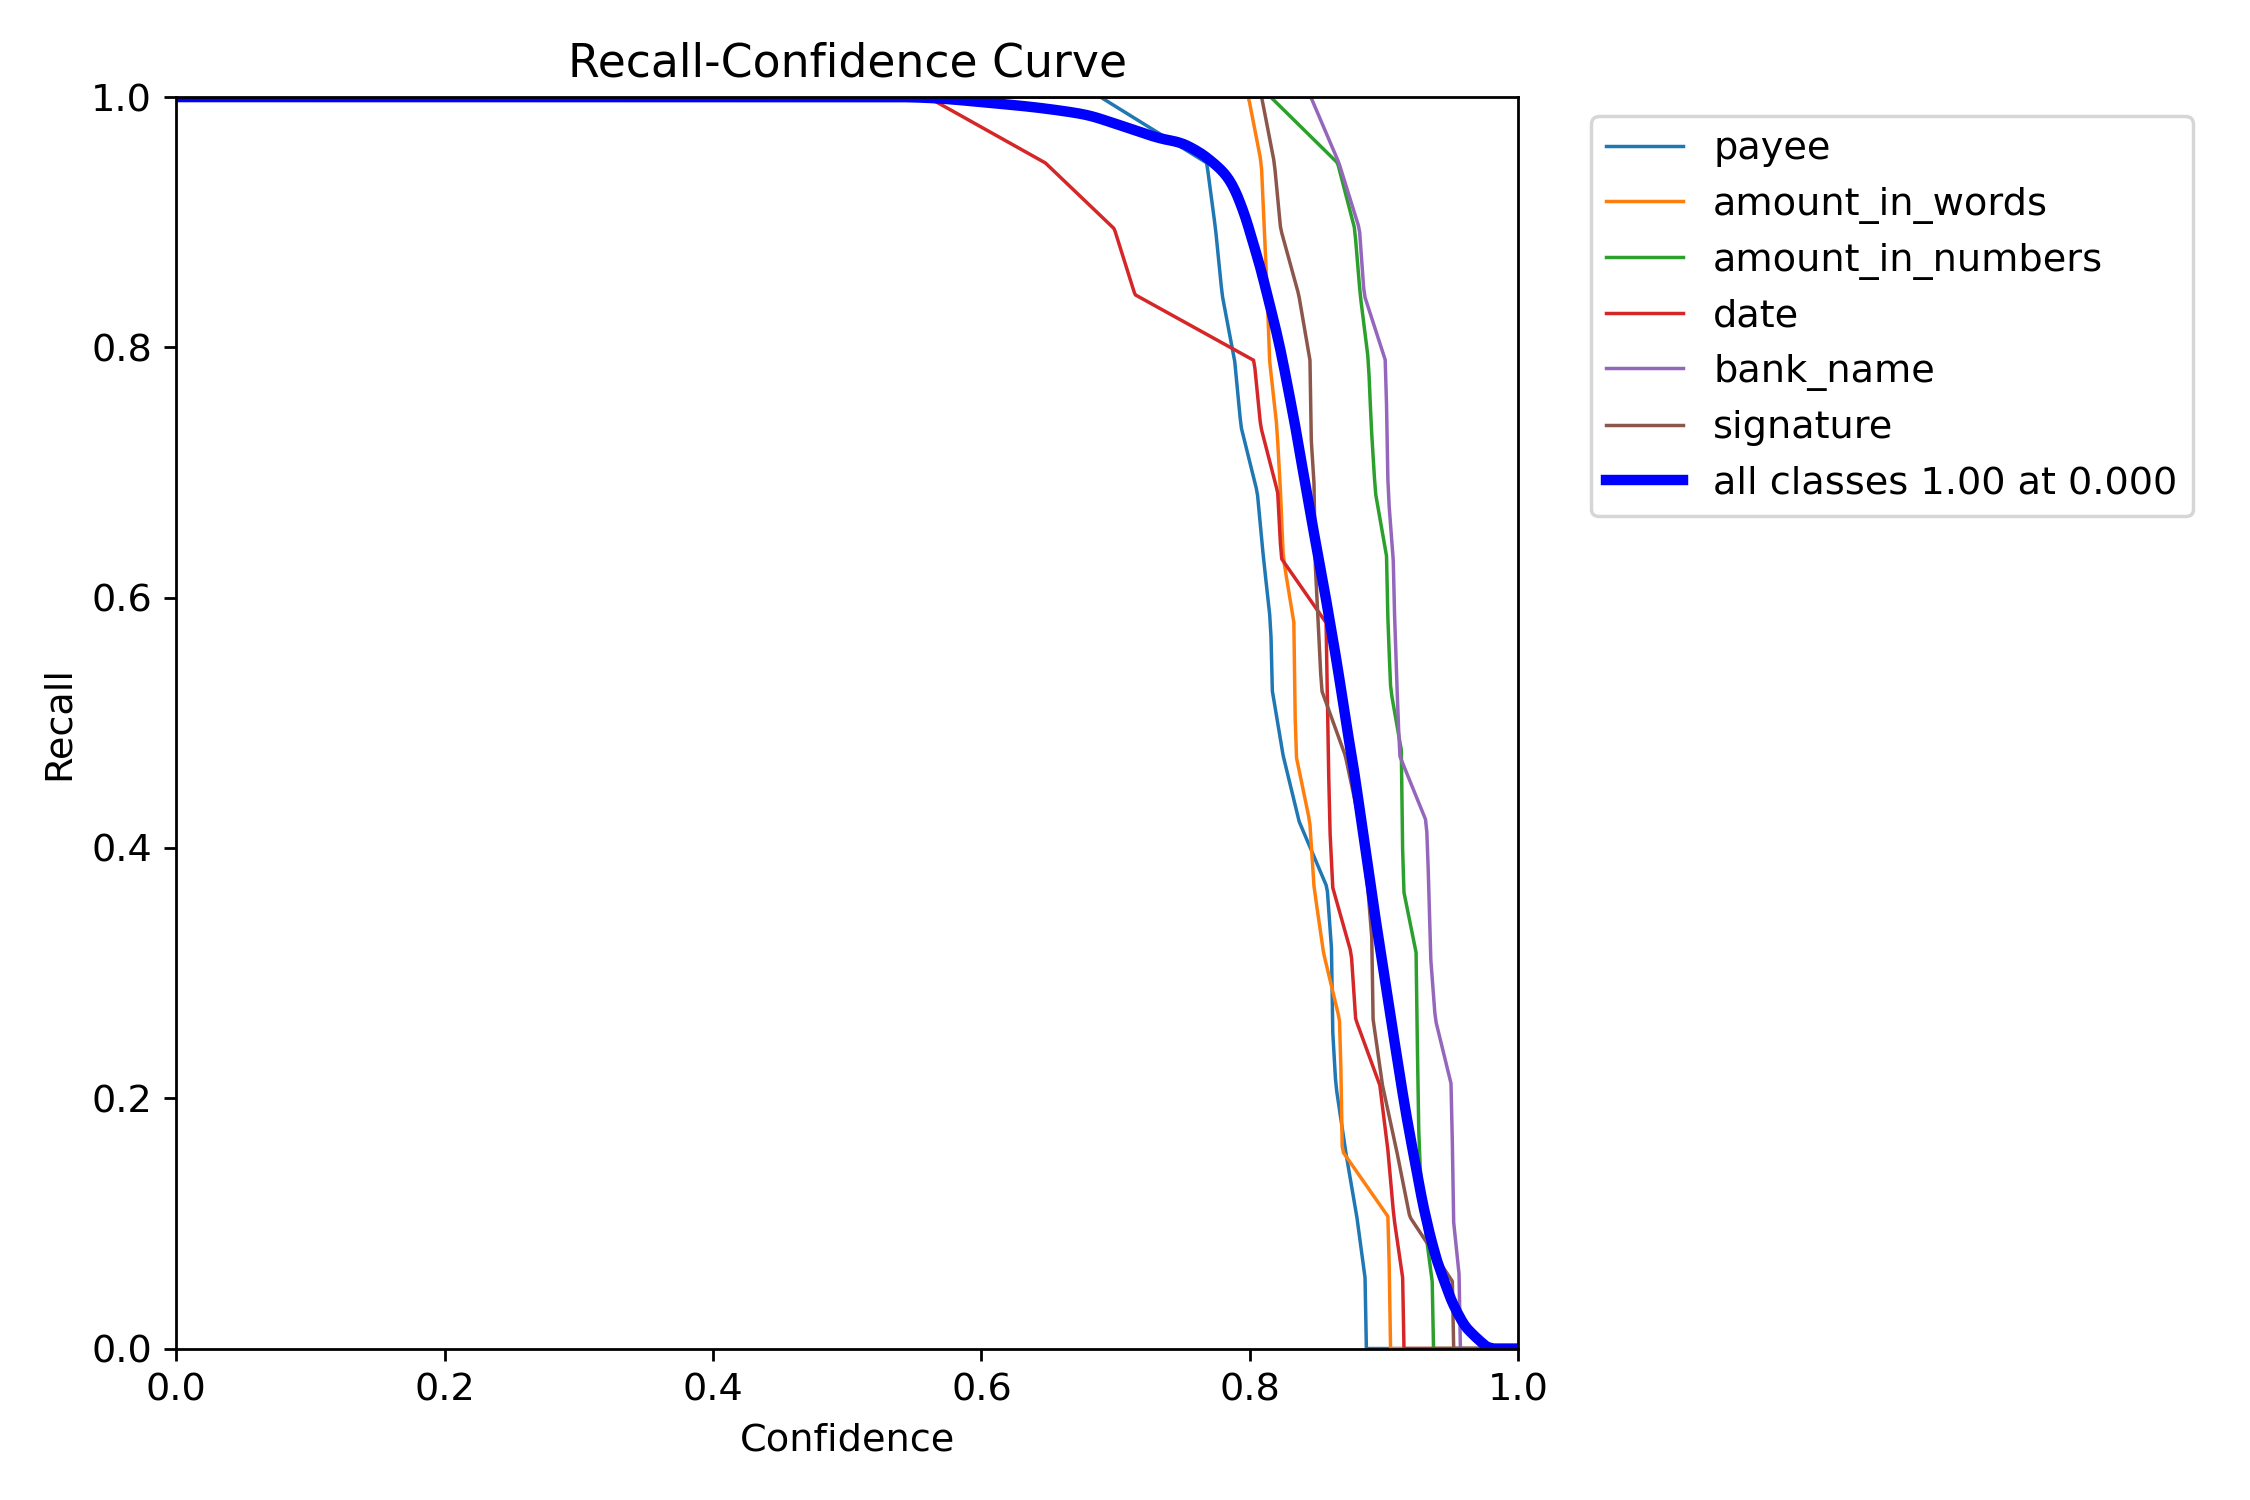 Recall-Confidence Curve
1.0
0.8
0.6
0.4
0.2
0.0
Recall
0.0 0.2 0.4 0.6 0.8 1.0
Confidence
payee
amount_in_words
amount_in_numbers
date
bank_name
signature
all classes 1.00 at 0.000